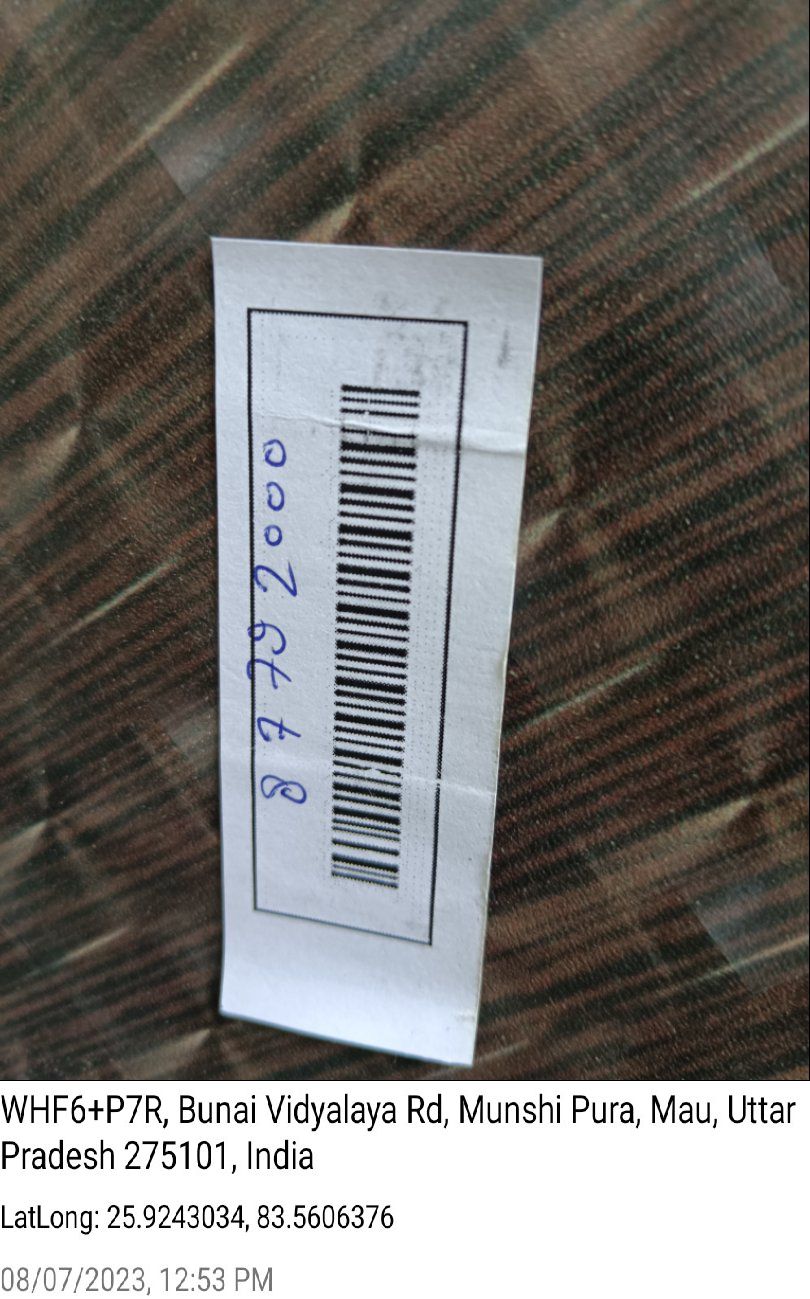 87792000
WHF6+P7R, Bunai Vidyalaya Rd, Munshi Pura, Mau, Uttar
Pradesh 275101, India
LatLong: 25.9243034, 83.5606376
08/07/2023, 12:53 PM